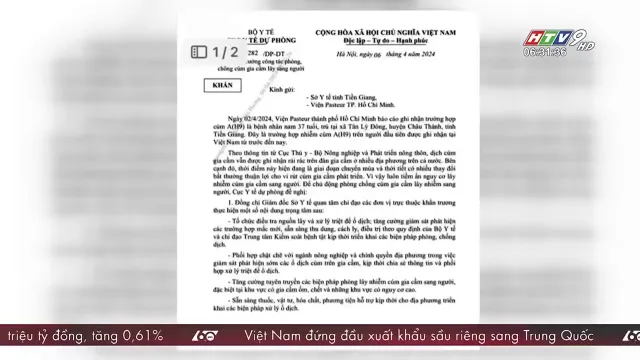 BỘ Y TẾ
CỘNG HÒA XÃ HỘI CHỦ NGHĨA VIỆT NAM
TẾ DỰ PHÒNG
Độc lập - Tự do - Hạnh phúc
1/2
282 /DP-DT
Hà Nội, ngày 06 tháng 4 năm 2024
cường công tác phòng,
chống cúm gia cầm lây sang người
KHẨN
Kính gửi:
- Sở Y tế tỉnh Tiền Giang,
- Viện Pasteur TP. Hồ Chí Minh.
Ngày 02/4/2024, Viện Pasteur thành phố Hồ Chí Minh báo cáo ghi nhận trường hợp
cúm A(H9) là bệnh nhân nam 37 tuổi, trú tại xã Tân Lý Đông, huyện Châu Thành, tỉnh
Tiền Giang. Đây là trường hợp nhiễm cúm A(H9) trên người đầu tiên được ghi nhận tại
Việt Nam từ trước đến nay.
Theo thông tin từ Cục Thú y - Bộ Nông nghiệp và Phát triển nông thôn, dịch cúm
gia cầm vẫn được ghi nhận rải rác trên đàn gia cầm ở nhiều địa phương trên cả nước. Bên
cạnh đó, thời điểm này hiện đang là giai đoạn chuyển mùa và thời tiết có nhiều thay đổi
bất thường thuận lợi cho vi rút cúm gia cầm phát triển. Vì vậy luôn tiềm ẩn nguy cơ lây
nhiễm cúm gia cầm sang người. Để chủ động phòng chống cúm gia cầm lây nhiễm sang
người, Cục Y tế dự phòng đề nghị:
1. Đồng chí Giám đốc Sở Y tế quan tâm chỉ đạo các đơn vị trực thuộc khẩn trương
thực hiện một số nội dung trọng tâm sau:
- Tổ chức điều tra nguồn lây và xử lý triệt để ổ dịch; tăng cường giám sát phát hiện
các trường hợp mắc mới, sẵn sàng thu dung, cách ly, điều trị theo quy định của Bộ Y tế
và chỉ đạo Trung tâm Kiểm soát bệnh tật kịp thời triển khai các biện pháp phòng, chống
dịch.
- Phối hợp chặt chẽ với ngành nông nghiệp và chính quyền địa phương trong việc
giám sát phát hiện sớm các ổ dịch cúm trên gia cầm, kịp thời chia sẻ thông tin và phối
hợp xử lý triệt để ổ dịch.
- Tăng cường tuyên truyền các biện pháp phòng lây nhiễm cúm gia cầm sang người,
đặc biệt tại khu vực có gia cầm ốm, chết và những khu vực có nguy cơ cao.
- Sẵn sàng thuốc, vật tư, hóa chất, phương tiện hỗ trợ kịp thời cho địa phương triển
khai các biện pháp xử lý ổ dịch.
HTV9 HD
06:31:36
triệu tỷ đồng, tăng 0,61%
60
Việt Nam đứng đầu xuất khẩu sầu riêng sang Trung Quốc